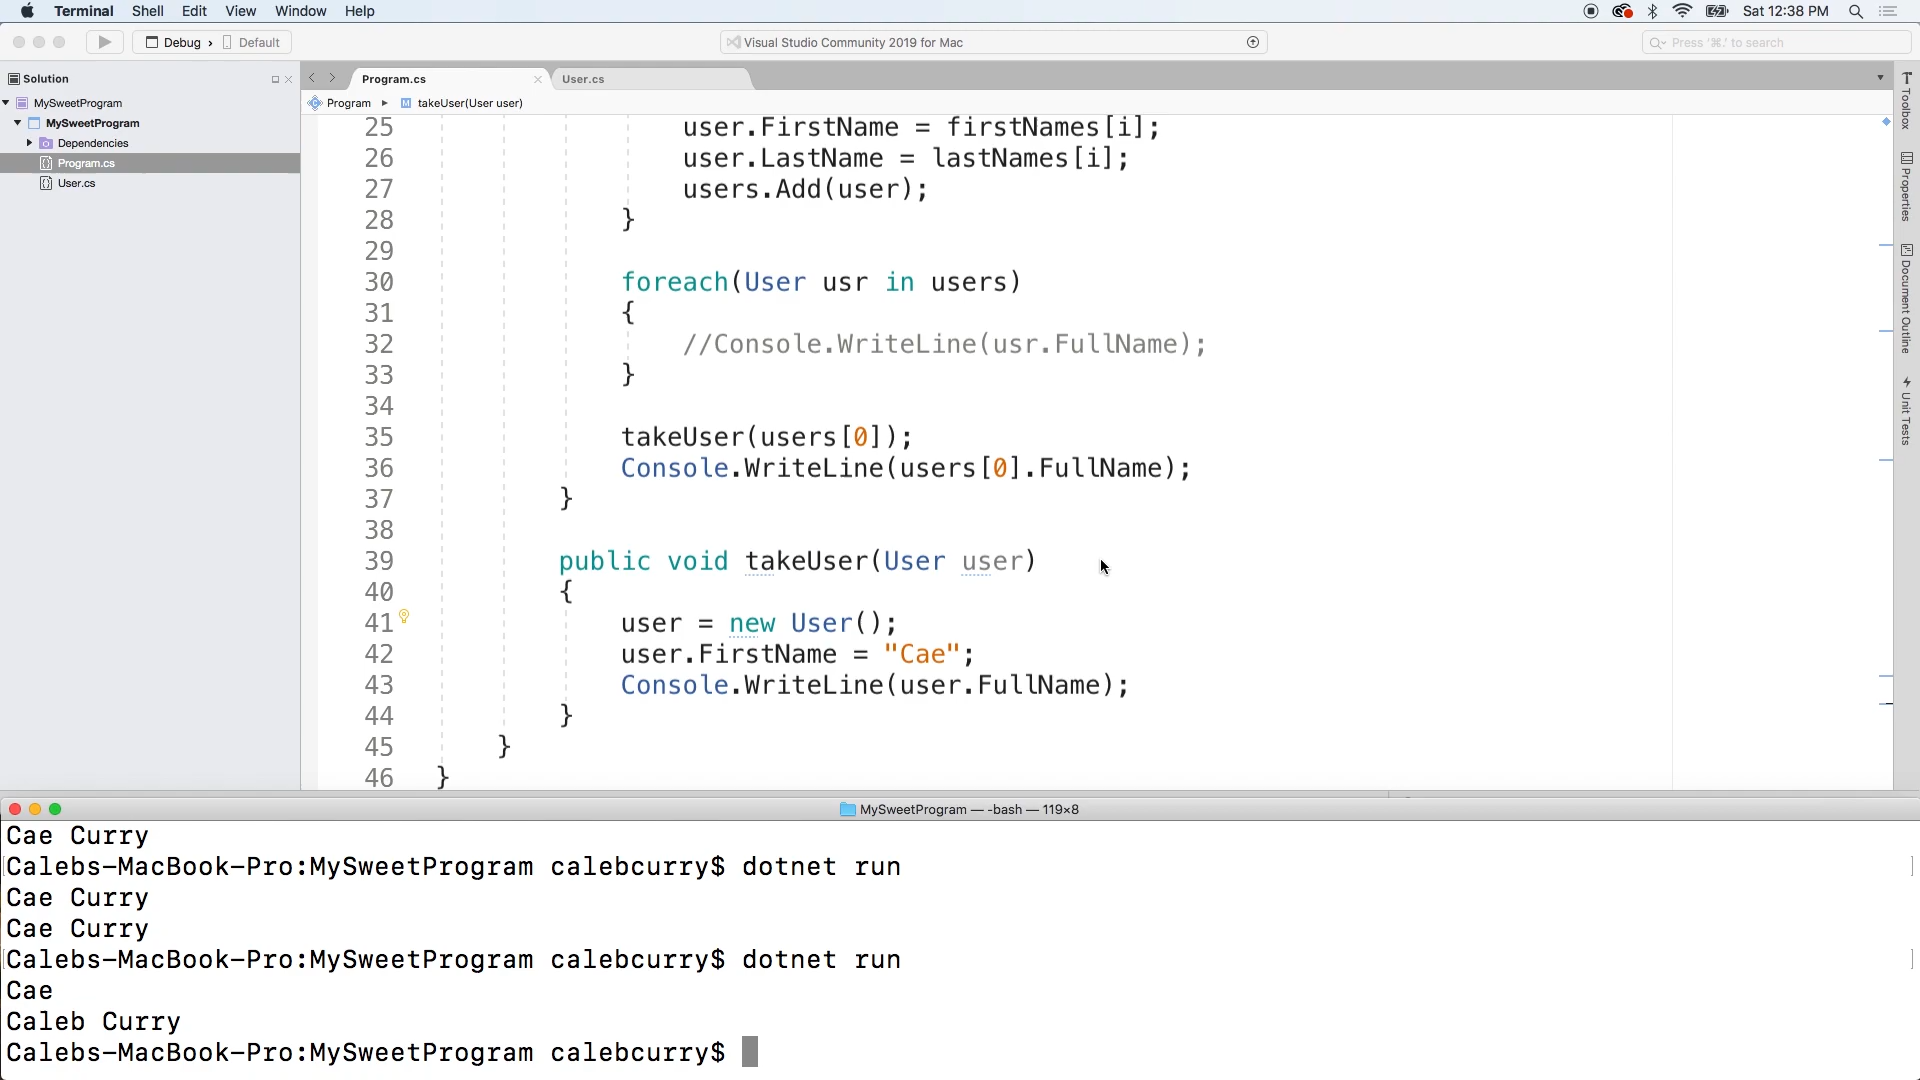 Terminal Shell Edit View Window Help Sat 12:38 PM
Debug › Default Visual Studio Community 2019 for Mac Press '⌘.' to search
Solution
MySweetProgram
MySweetProgram
Dependencies
Program.cs
User.cs
Program.cs User.cs
Program ▸ takeUser(User user)
25 user.FirstName = firstNames[i];
26 user.LastName = lastNames[i];
27 users.Add(user);
28 }
29
30 foreach(User usr in users)
31 {
32 //Console.WriteLine(usr.FullName);
33 }
34
35 takeUser(users[0]);
36 Console.WriteLine(users[0].FullName);
37 }
38
39 public void takeUser(User user)
40 {
41 user = new User();
42 user.FirstName = "Cae";
43 Console.WriteLine(user.FullName);
44 }
45 }
46 }
Toolbox
Properties
Document Outline
Unit Tests
MySweetProgram — -bash — 119×8
Cae Curry
[Calebs-MacBook-Pro:MySweetProgram calebcurry$ dotnet run ]
Cae Curry
Cae Curry
[Calebs-MacBook-Pro:MySweetProgram calebcurry$ dotnet run ]
Cae
Caleb Curry
Calebs-MacBook-Pro:MySweetProgram calebcurry$